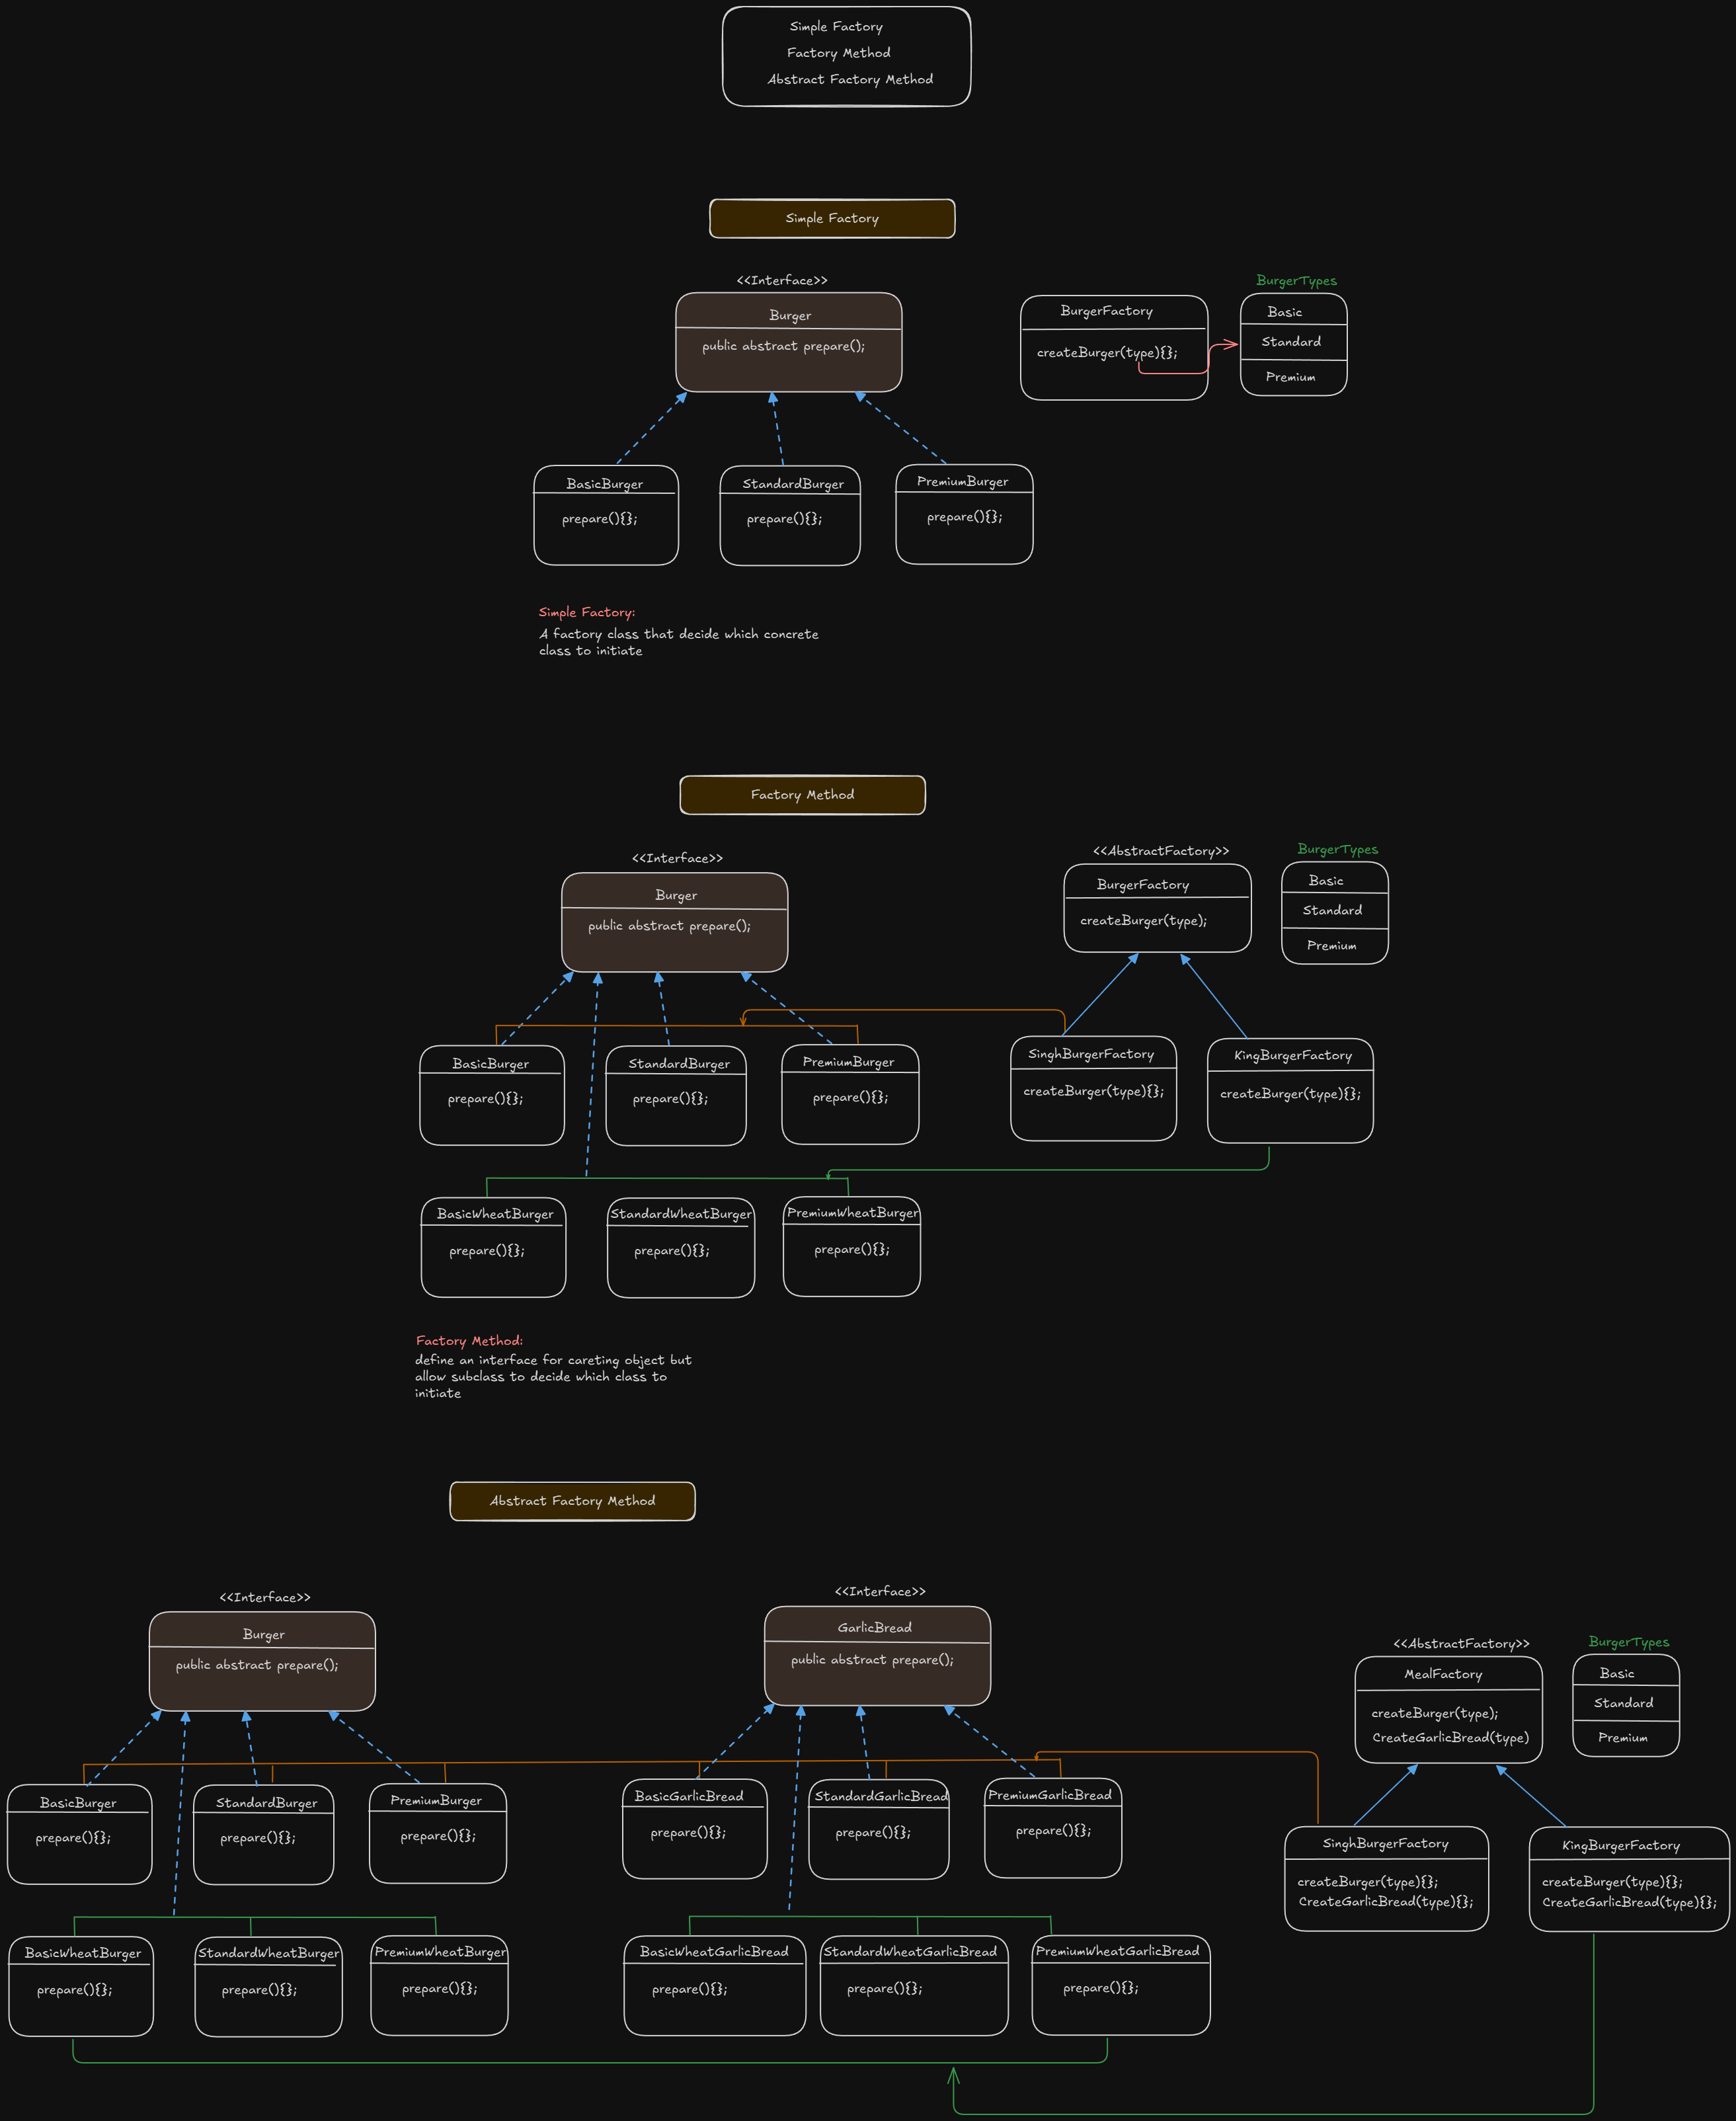 Simple Factory
Factory Method
Abstract Factory Method
Simple Factory
<<Interface>>
Burger
public abstract prepare();
BurgerFactory
createBurger(type){};
BurgerTypes
Basic
Standard
Premium
BasicBurger
prepare(){};
StandardBurger
prepare(){};
PremiumBurger
prepare(){};
Simple Factory:
A factory class that decide which concrete
class to initiate
Factory Method
<<Interface>>
Burger
public abstract prepare();
<<AbstractFactory>>
BurgerFactory
createBurger(type);
BurgerTypes
Basic
Standard
Premium
BasicBurger
prepare(){};
StandardBurger
prepare(){};
PremiumBurger
prepare(){};
SinghBurgerFactory
createBurger(type){};
KingBurgerFactory
createBurger(type){};
BasicWheatBurger
prepare(){};
StandardWheatBurger
prepare(){};
PremiumWheatBurger
prepare(){};
Factory Method:
define an interface for careting object but
allow subclass to decide which class to
initiate
Abstract Factory Method
<<Interface>>
Burger
public abstract prepare();
<<Interface>>
GarlicBread
public abstract prepare();
<<AbstractFactory>>
MealFactory
createBurger(type);
CreateGarlicBread(type)
BurgerTypes
Basic
Standard
Premium
BasicBurger
prepare(){};
StandardBurger
prepare(){};
PremiumBurger
prepare(){};
BasicGarlicBread
prepare(){};
StandardGarlicBread
prepare(){};
PremiumGarlicBread
prepare(){};
SinghBurgerFactory
createBurger(type){};
CreateGarlicBread(type){};
KingBurgerFactory
createBurger(type){};
CreateGarlicBread(type){};
BasicWheatBurger
prepare(){};
StandardWheatBurger
prepare(){};
PremiumWheatBurger
prepare(){};
BasicWheatGarlicBread
prepare(){};
StandardWheatGarlicBread
prepare(){};
PremiumWheatGarlicBread
prepare(){};